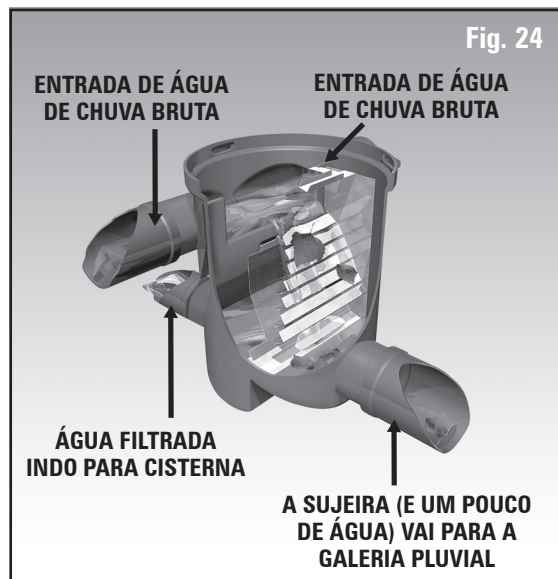 Fig. 24
ENTRADA DE ÁGUA
DE CHUVA BRUTA
ENTRADA DE ÁGUA
DE CHUVA BRUTA
ÁGUA FILTRADA
INDO PARA CISTERNA
A SUJEIRA (E UM POUCO
DE ÁGUA) VAI PARA A
GALERIA PLUVIAL